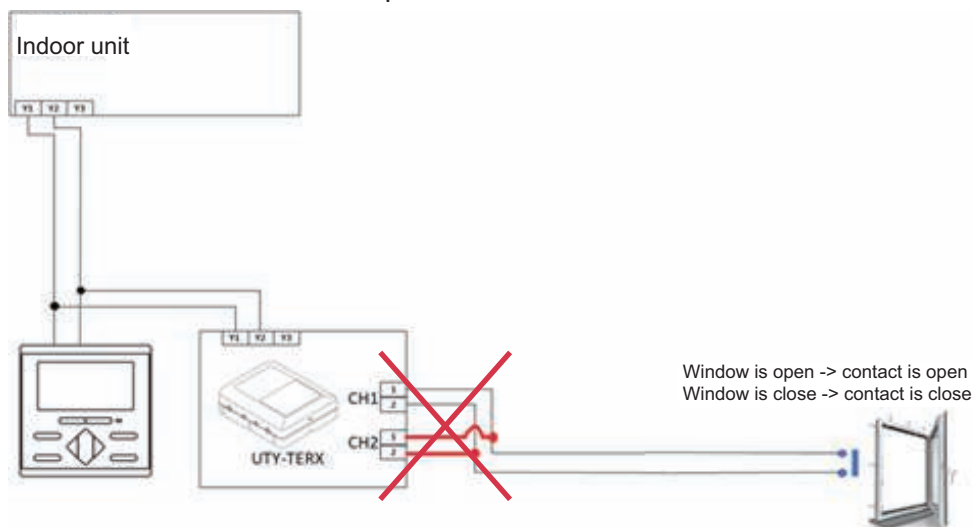 Indoor unit
Y1 Y2 Y3
Y1 Y2 Y3
CH1 1
2
CH2 1
2
UTY-TERX
Window is open -> contact is open
Window is close -> contact is close